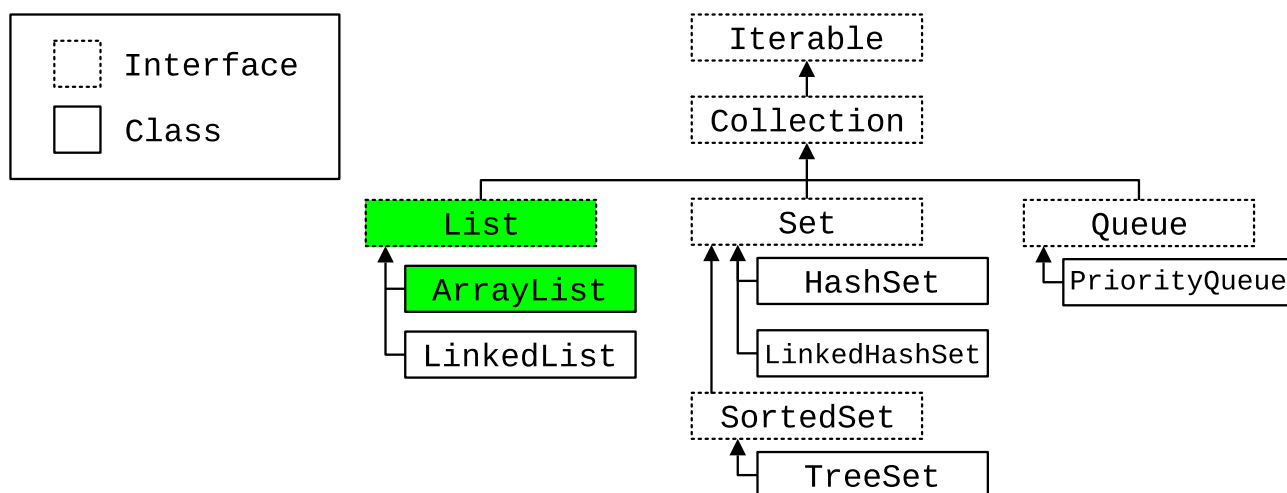 Interface
Class
Iterable
Collection
List
Set
Queue
ArrayList
HashSet
PriorityQueue
LinkedList
LinkedHashSet
SortedSet
TreeSet